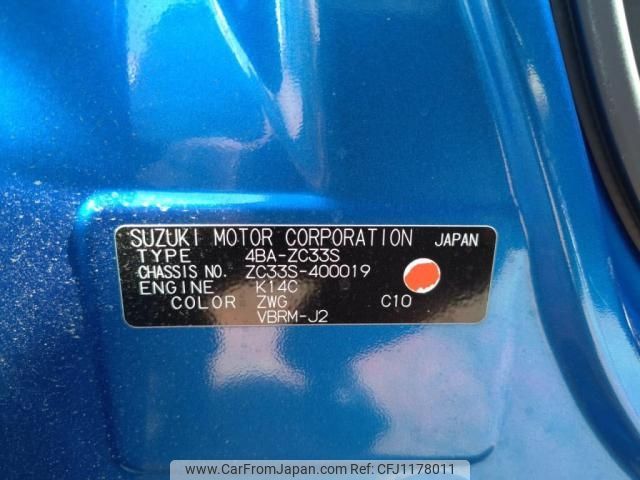 SUZUKI MOTOR CORPORATION JAPAN
TYPE 4BA-ZC33S
CHASSIS NO. ZC33S-400019
ENGINE K14C
COLOR ZWG C10
VBRM-J2
www.CarFromJapan.com - CFJ1178011